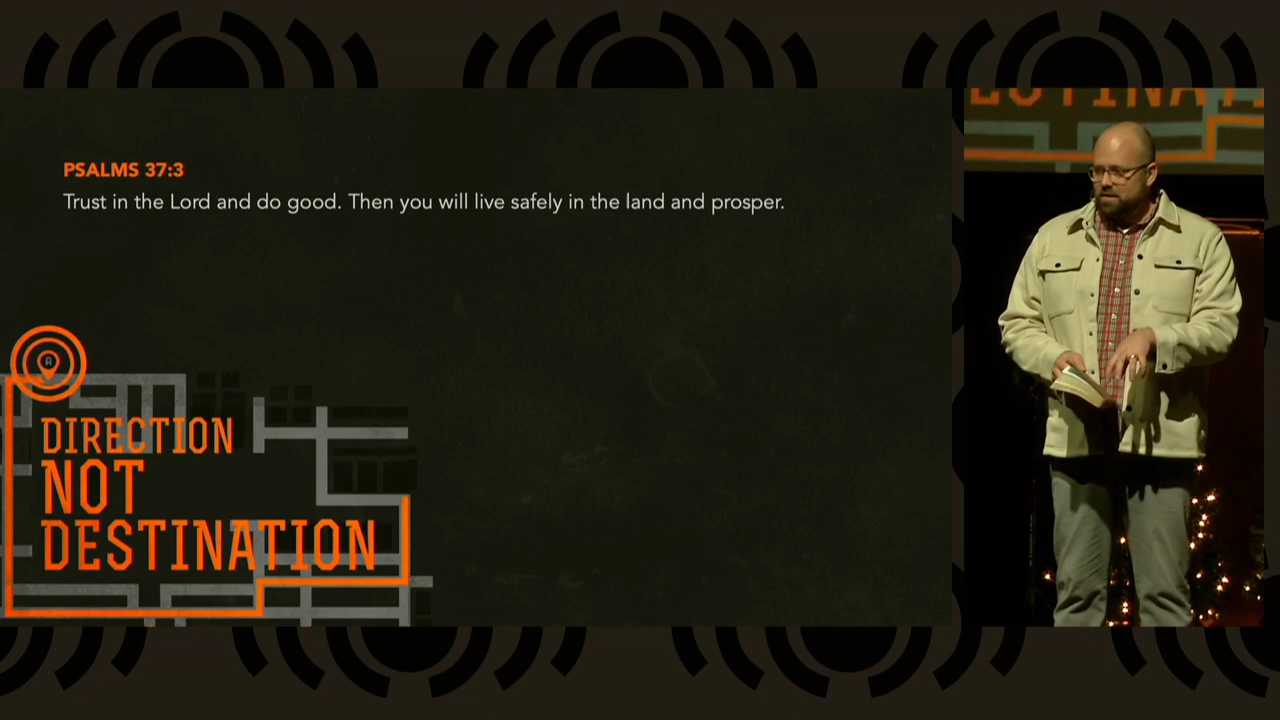 PSALMS 37:3
Trust in the Lord and do good. Then you will live safely in the land and prosper.
A
DIRECTION
NOT
DESTINATION